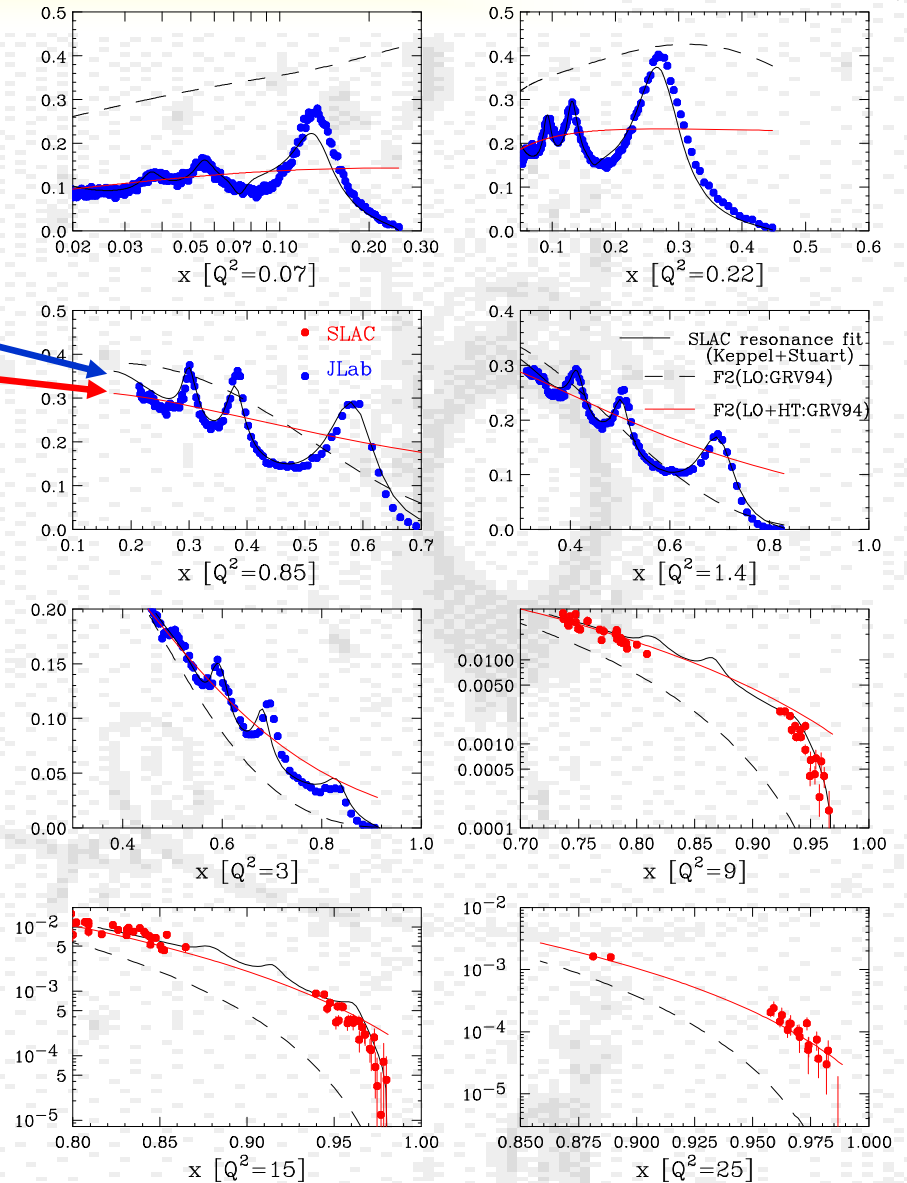 0.5
0.4
0.3
0.2
0.1
0.0
0.02 0.03 0.05 0.07 0.10 0.20 0.30
x [Q²=0.07]
0.5
0.4
0.3
0.2
0.1
0.0
0.1 0.2 0.3 0.4 0.5 0.6
x [Q²=0.22]
0.5
0.4
0.3
0.2
0.1
0.0
SLAC
JLab
0.1 0.2 0.3 0.4 0.5 0.6 0.7
x [Q²=0.85]
0.4
0.3
0.2
0.1
0.0
SLAC resonance fit
(Keppel+Stuart)
F2(LO:GRV94)
F2(LO+HT:GRV94)
0.4 0.6 0.8 1.0
x [Q²=1.4]
0.20
0.15
0.10
0.05
0.00
0.4 0.6 0.8 1.0
x [Q²=3]
0.0100
0.0050
0.0010
0.0005
0.0001
0.70 0.75 0.80 0.85 0.90 0.95 1.00
x [Q²=9]
10⁻²
5
10⁻³
5
10⁻⁴
5
10⁻⁵
0.80 0.85 0.90 0.95 1.00
x [Q²=15]
10⁻²
10⁻³
10⁻⁴
10⁻⁵
0.850 0.875 0.900 0.925 0.950 0.975 1.000
x [Q²=25]